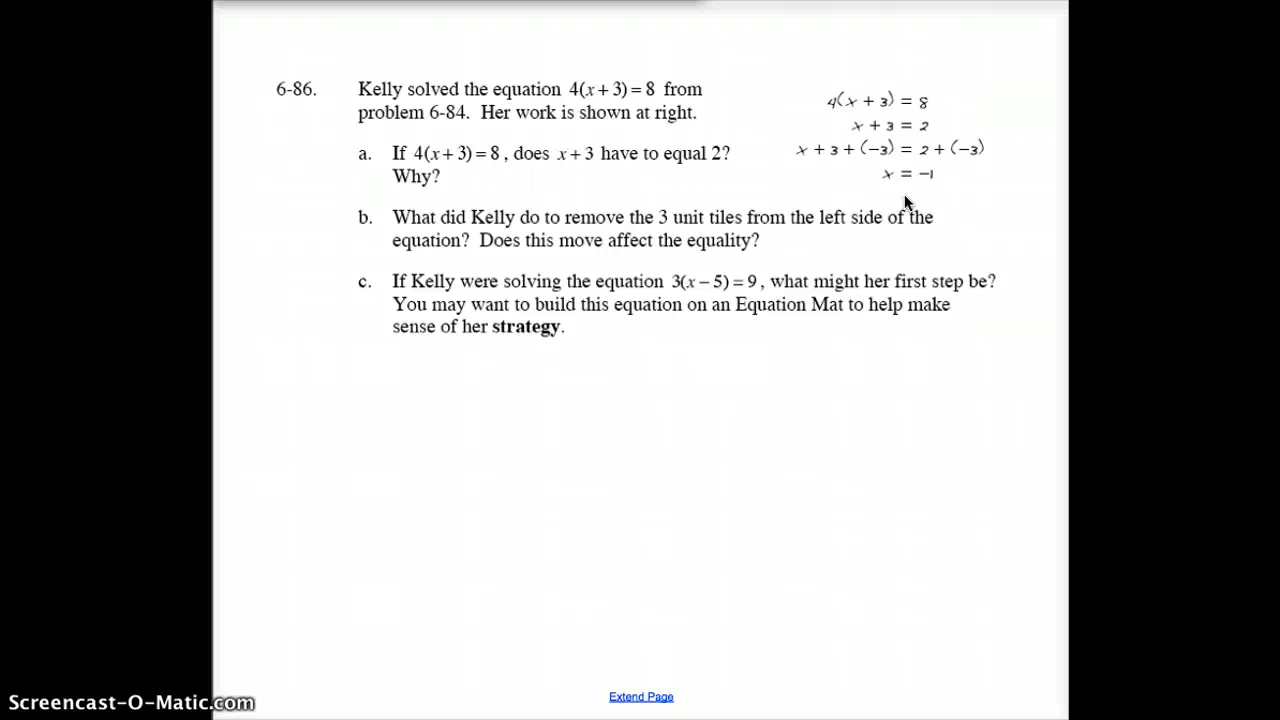 6-86. Kelly solved the equation 4(x + 3) = 8 from
problem 6-84. Her work is shown at right.
4(x + 3) = 8
x + 3 = 2
x + 3 + (−3) = 2 + (−3)
x = −1
a. If 4(x + 3) = 8, does x + 3 have to equal 2?
Why?
b. What did Kelly do to remove the 3 unit tiles from the left side of the
equation? Does this move affect the equality?
c. If Kelly were solving the equation 3(x − 5) = 9, what might her first step be?
You may want to build this equation on an Equation Mat to help make
sense of her strategy.
Extend Page
Screencast-O-Matic.com